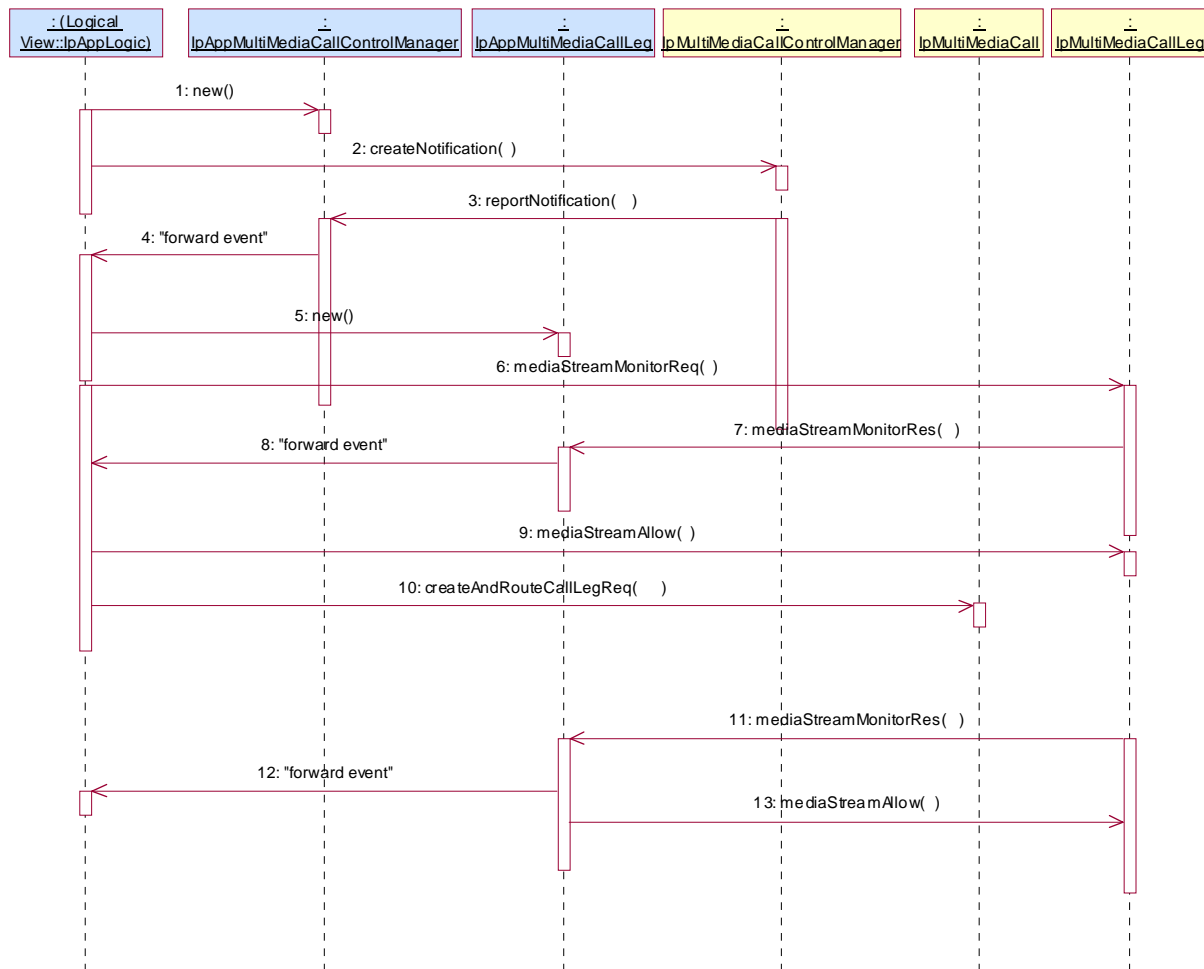 : (Logical
View::IpAppLogic)
:
IpAppMultiMediaCallControlManager
:
IpAppMultiMediaCallLeg
:
IpMultiMediaCallControlManager
:
IpMultiMediaCall
:
IpMultiMediaCallLeg
1: new()
2: createNotification( )
3: reportNotification( )
4: "forward event"
5: new()
6: mediaStreamMonitorReq( )
7: mediaStreamMonitorRes( )
8: "forward event"
9: mediaStreamAllow( )
10: createAndRouteCallLegReq( )
11: mediaStreamMonitorRes( )
12: "forward event"
13: mediaStreamAllow( )